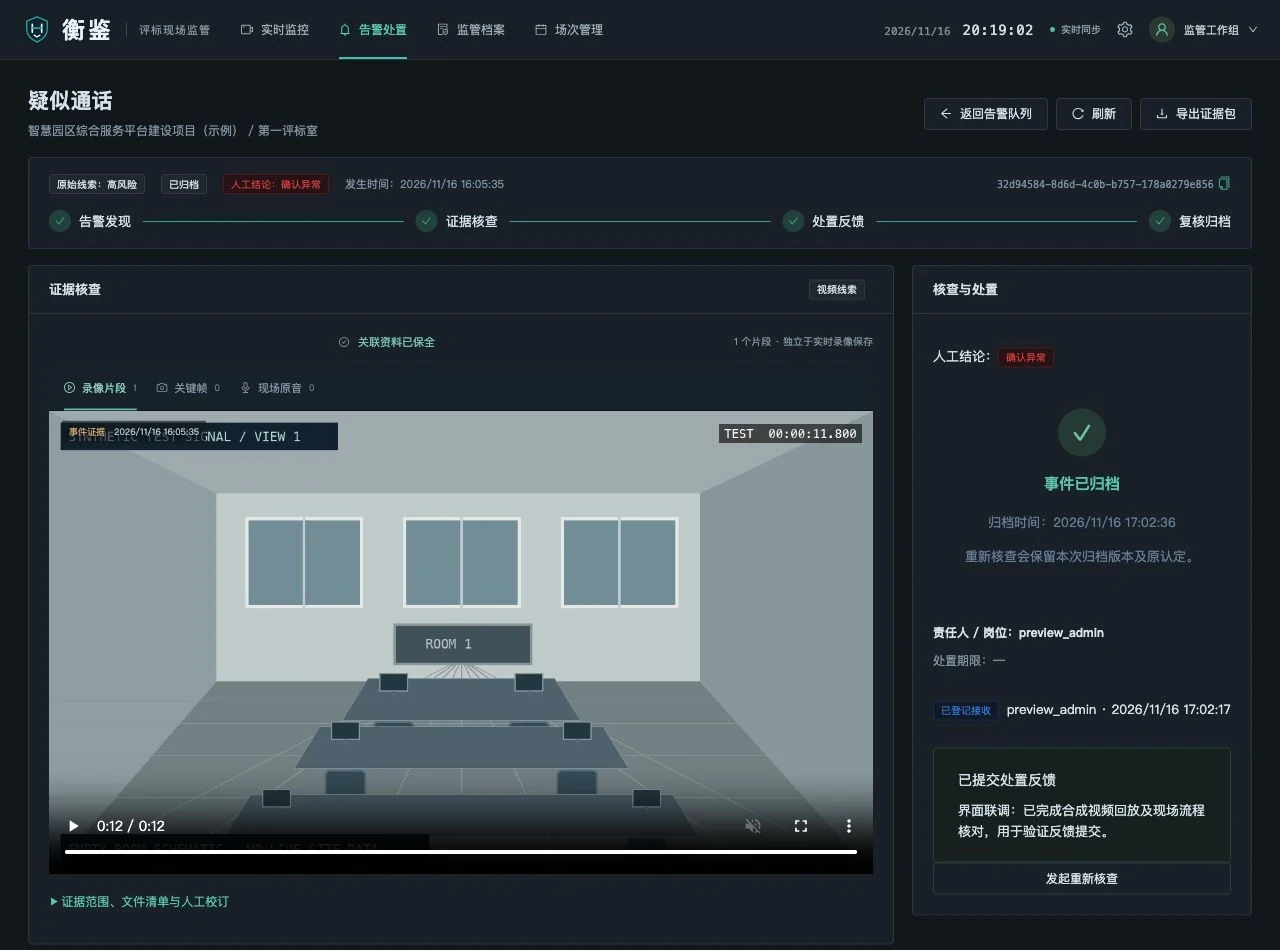 衡鉴 评标现场监管 实时监控 告警处置 监管档案 场次管理 2026/11/16 20:19:02 实时同步 监管工作组
疑似通话
智慧园区综合服务平台建设项目（示例） / 第一评标室
返回告警队列 刷新 导出证据包
原始线索：高风险 已归档 人工结论：确认异常 发生时间：2026/11/16 16:05:35 32d94584-8d6d-4c0b-b757-178a0279e856
告警发现 证据核查 处置反馈 复核归档
证据核查 视频线索
关联资料已保全 1 个片段 · 独立于实时录像保存
录像片段 1 关键帧 0 现场原音 0
事件证据 2026/11/16 16:05:35
SYNTHETIC TEST SIGNAL / VIEW 1
TEST 00:00:11.800
ROOM 1
0:12 / 0:12
EMPTY ROOM SCHEMATIC - NO LIVE SITE DATA
证据范围、文件清单与人工校订
核查与处置
人工结论： 确认异常
事件已归档
归档时间：2026/11/16 17:02:36
重新核查会保留本次归档版本及原认定。
责任人 / 岗位：preview_admin
处置期限：—
已登记接收 preview_admin · 2026/11/16 17:02:17
已提交处置反馈
界面联调：已完成合成视频回放及现场流程
核对，用于验证反馈提交。
发起重新核查